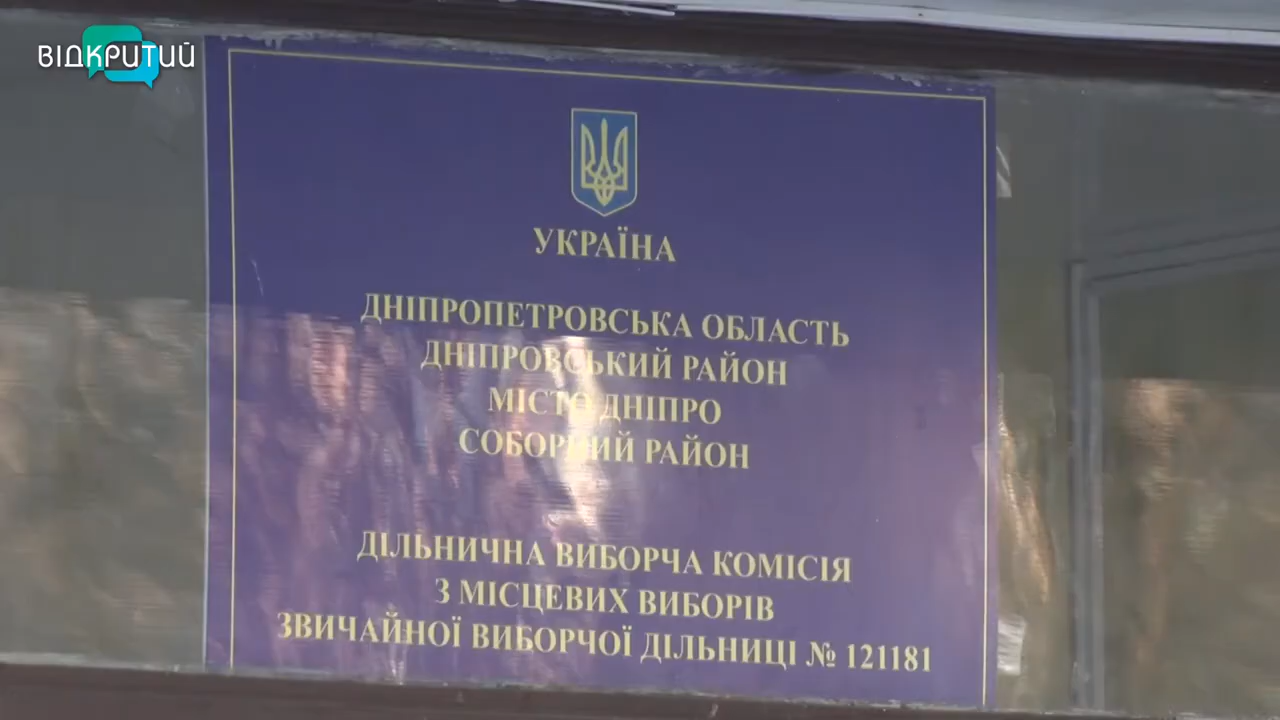 ВІДКРИТИЙ
УКРАЇНА
ДНІПРОПЕТРОВСЬКА ОБЛАСТЬ
ДНІПРОВСЬКИЙ РАЙОН
МІСТО ДНІПРО
СОБОРНИЙ РАЙОН
ДІЛЬНИЧНА ВИБОРЧА КОМІСІЯ
З МІСЦЕВИХ ВИБОРІВ
ЗВИЧАЙНОЇ ВИБОРЧОЇ ДІЛЬНИЦІ № 121181